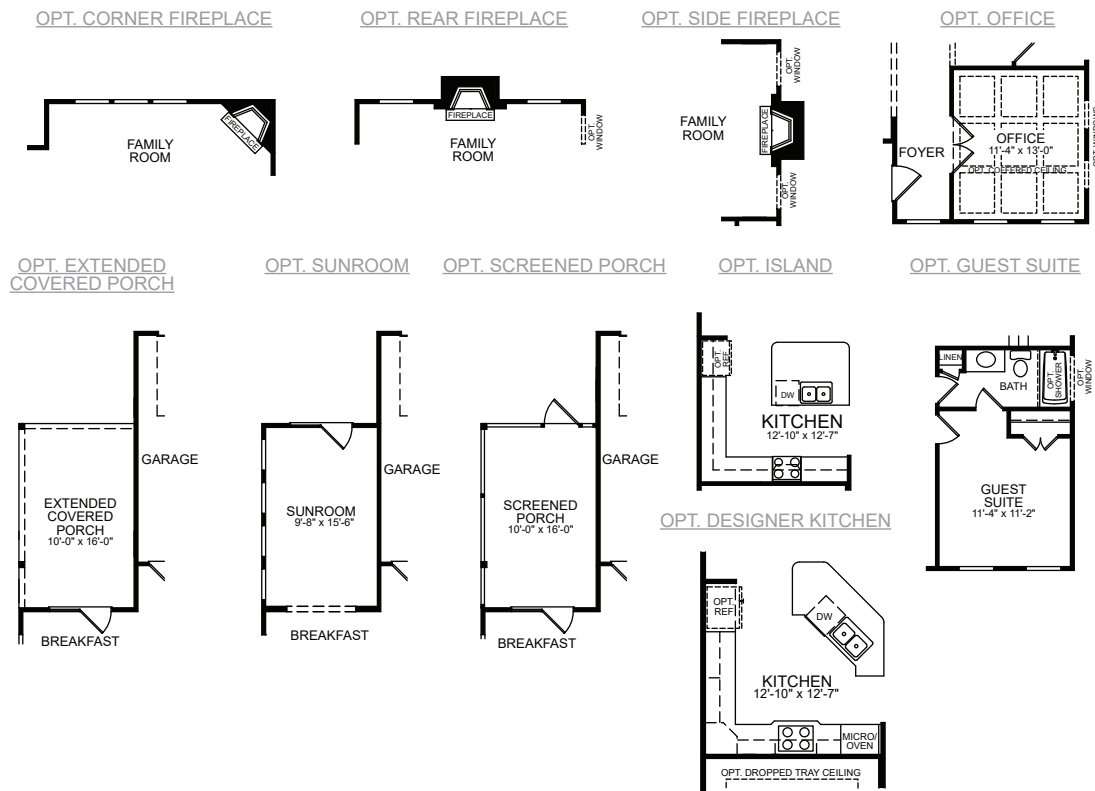 OPT. CORNER FIREPLACE
FIREPLACE
FAMILY
ROOM
OPT. REAR FIREPLACE
FIREPLACE
FAMILY
ROOM
OPT.
WINDOW
OPT. SIDE FIREPLACE
OPT.
WINDOW
FAMILY
ROOM
FIREPLACE
OPT.
WINDOW
OPT. OFFICE
FOYER
OFFICE
11'-4" x 13'-0"
OPT. COFFERED CEILING
OPT. WINDOWS
OPT. EXTENDED
COVERED PORCH
GARAGE
EXTENDED
COVERED
PORCH
10'-0" x 16'-0"
BREAKFAST
OPT. SUNROOM
GARAGE
SUNROOM
9'-8" x 15'-6"
BREAKFAST
OPT. SCREENED PORCH
GARAGE
SCREENED
PORCH
10'-0" x 16'-0"
BREAKFAST
OPT. ISLAND
OPT.
REF
DW
KITCHEN
12'-10" x 12'-7"
OPT. GUEST SUITE
LINEN
BATH
OPT.
SHOWER
OPT.
WINDOW
GUEST
SUITE
11'-4" x 11'-2"
OPT. DESIGNER KITCHEN
OPT.
REF
DW
KITCHEN
12'-10" x 12'-7"
MICRO/
OVEN
OPT. DROPPED TRAY CEILING